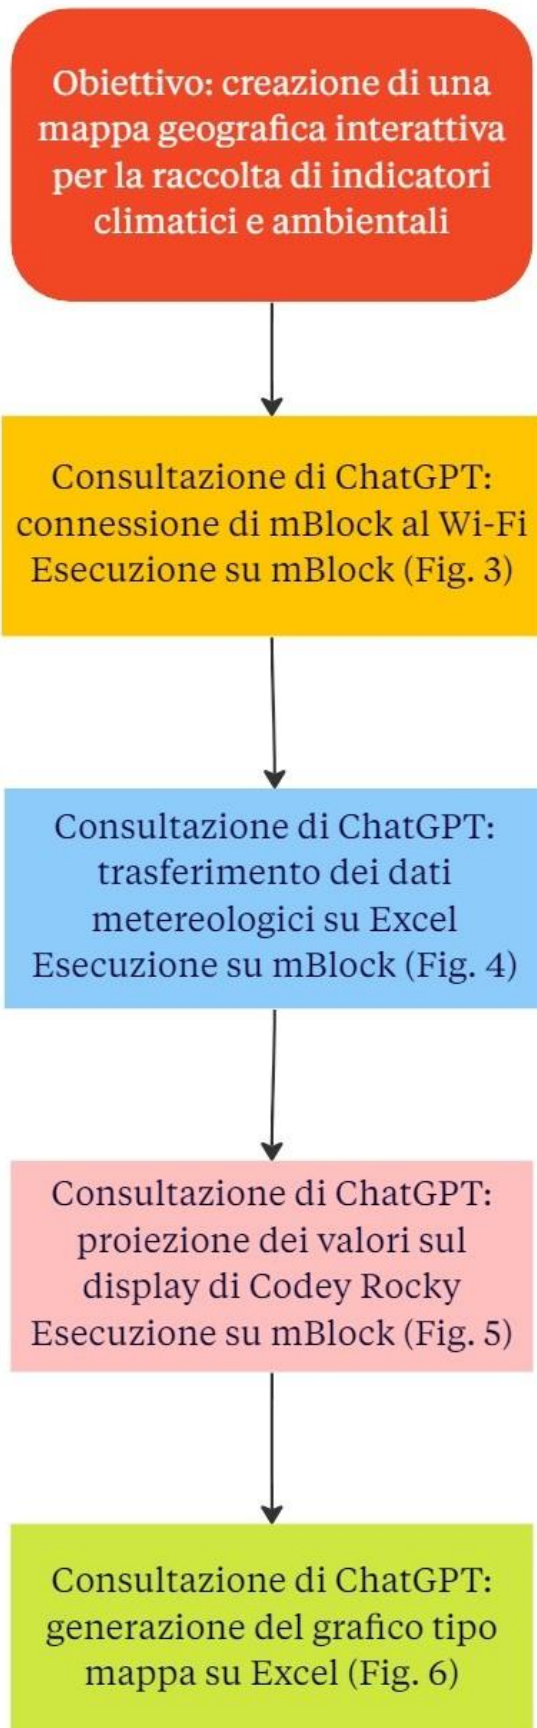 Obiettivo: creazione di una
mappa geografica interattiva
per la raccolta di indicatori
climatici e ambientali
Consultazione di ChatGPT:
connessione di mBlock al Wi-Fi
Esecuzione su mBlock (Fig. 3)
Consultazione di ChatGPT:
trasferimento dei dati
metereologici su Excel
Esecuzione su mBlock (Fig. 4)
Consultazione di ChatGPT:
proiezione dei valori sul
display di Codey Rocky
Esecuzione su mBlock (Fig. 5)
Consultazione di ChatGPT:
generazione del grafico tipo
mappa su Excel (Fig. 6)